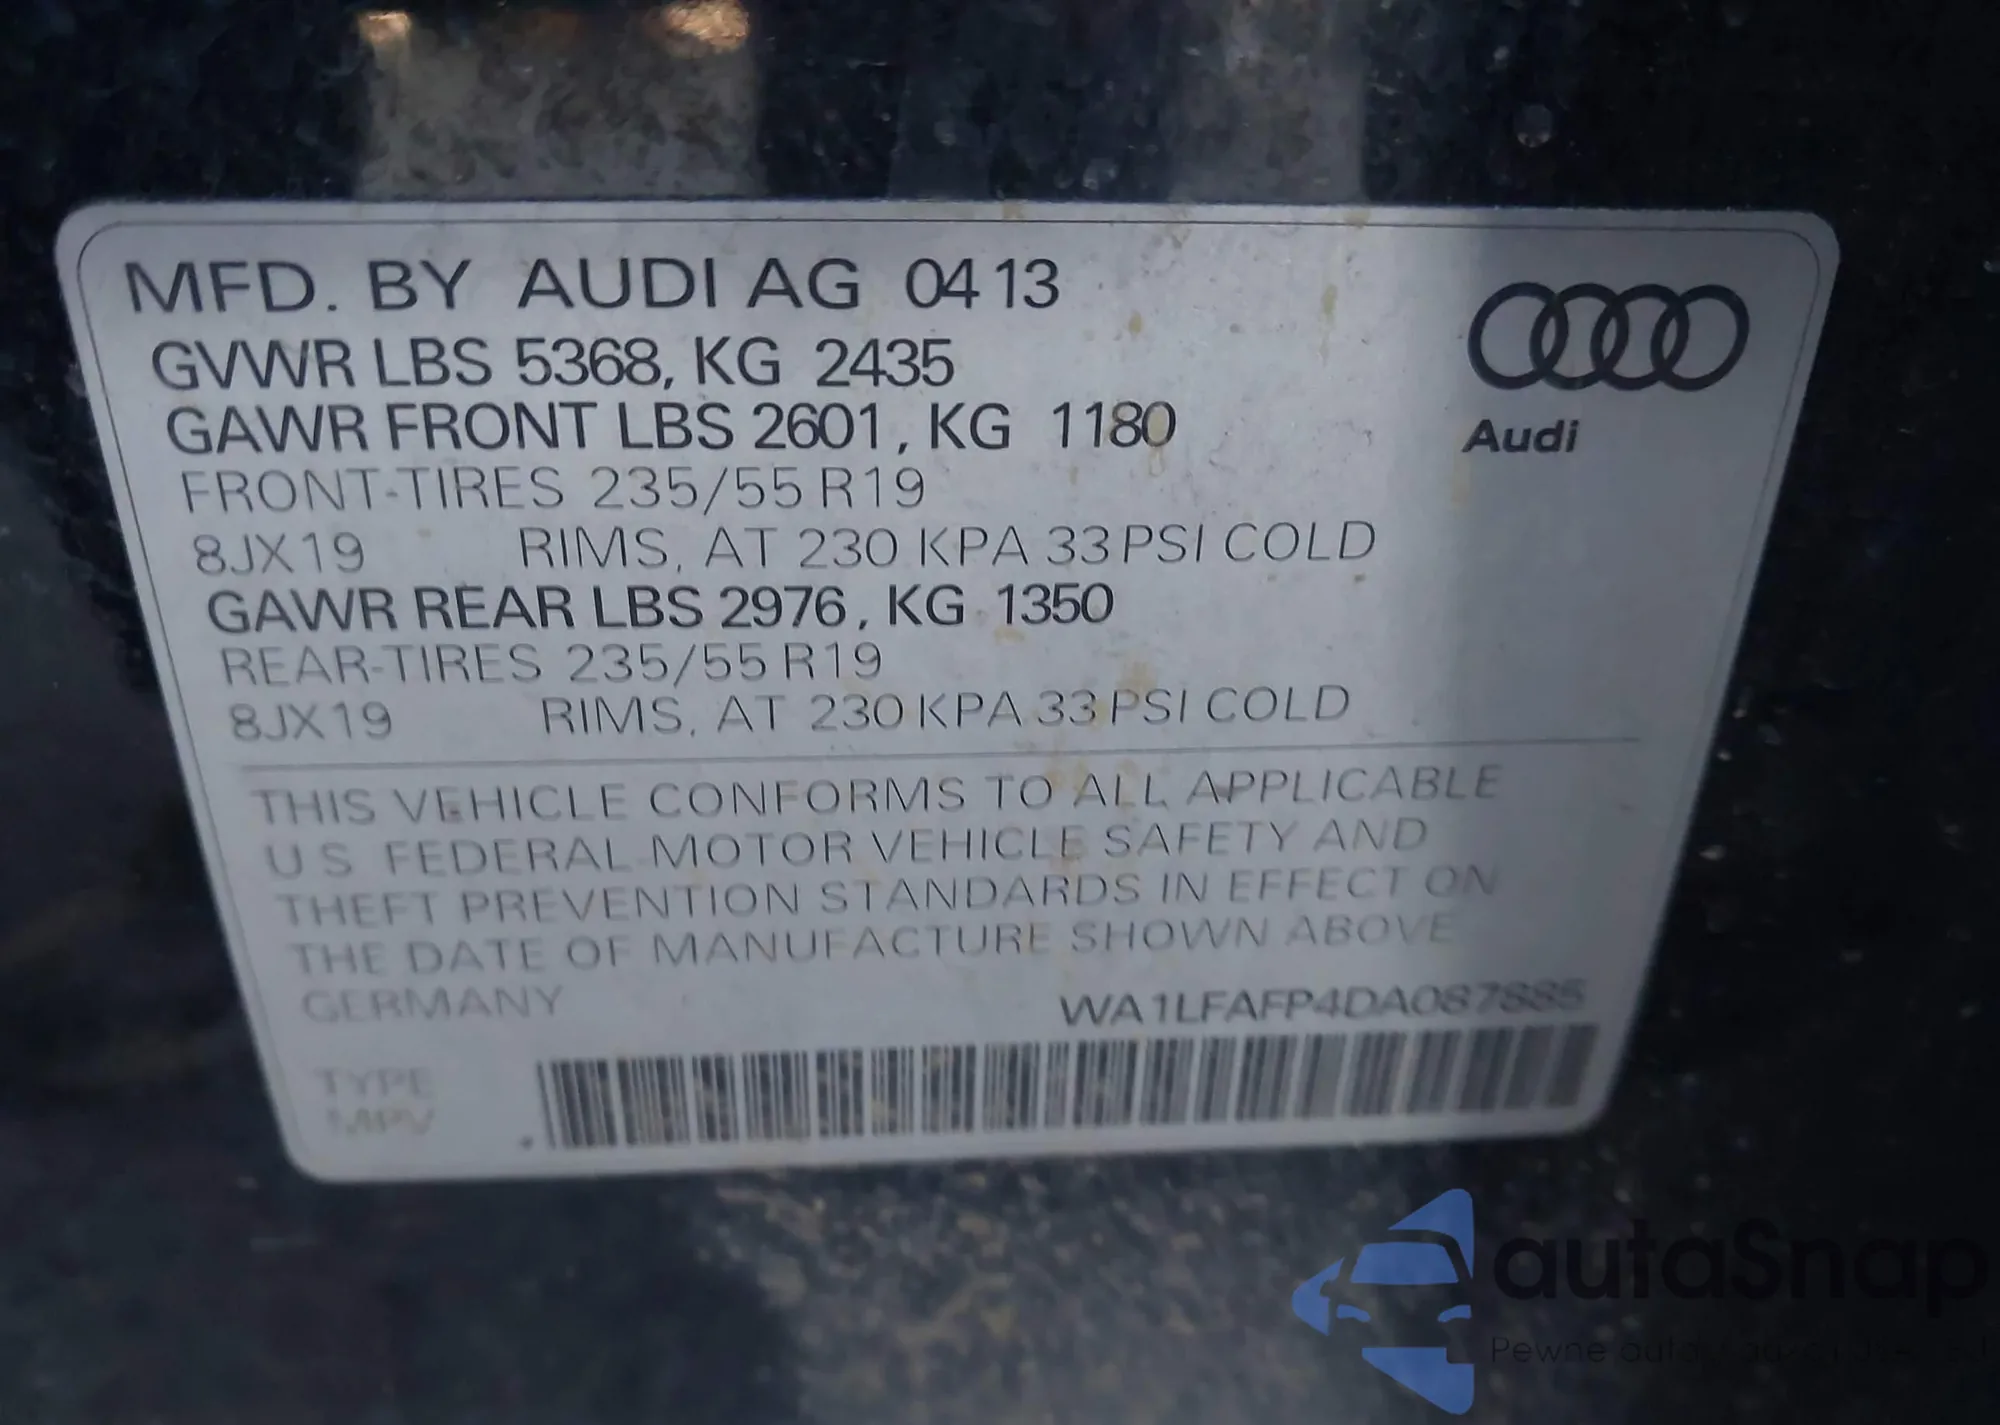 MFD. BY AUDI AG 04 13
GVWR LBS 5368, KG 2435
GAWR FRONT LBS 2601, KG 1180
FRONT-TIRES 235/55 R19
8JX19 RIMS, AT 230 KPA 33 PSI COLD
GAWR REAR LBS 2976, KG 1350
REAR-TIRES 235/55 R19
8JX19 RIMS, AT 230 KPA 33 PSI COLD
Audi
THIS VEHICLE CONFORMS TO ALL APPLICABLE
U S FEDERAL MOTOR VEHICLE SAFETY AND
THEFT PREVENTION STANDARDS IN EFFECT ON
THE DATE OF MANUFACTURE SHOWN ABOVE
GERMANY WA1LFAFP4DA087885
TYPE
MPV
autaSnap
Pewne auta